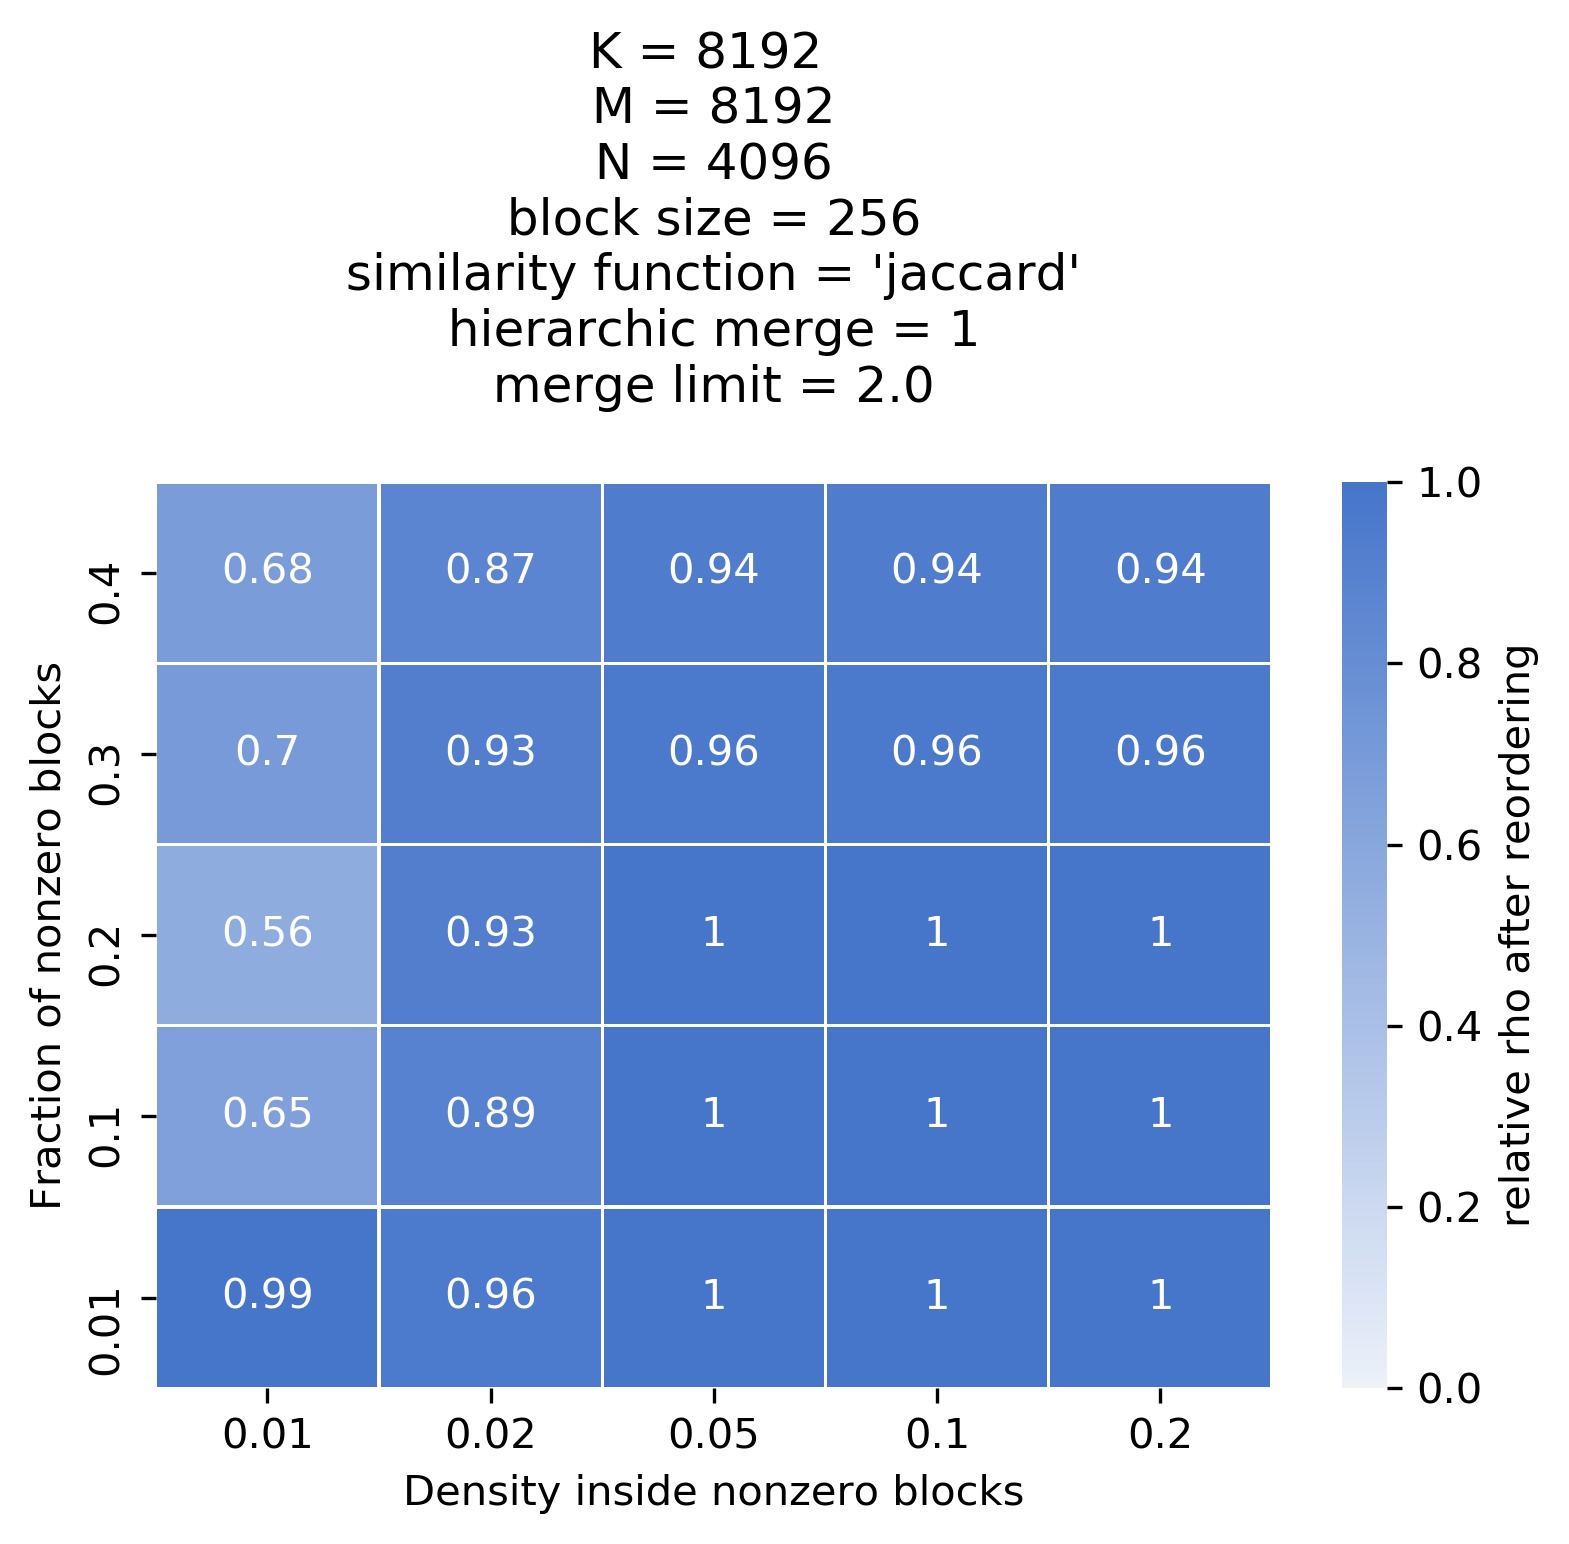 K = 8192
M = 8192
N = 4096
block size = 256
similarity function = 'jaccard'
hierarchic merge = 1
merge limit = 2.0
Fraction of nonzero blocks
0.4 0.68 0.87 0.94 0.94 0.94
0.3 0.7 0.93 0.96 0.96 0.96
0.2 0.56 0.93 1 1 1
0.1 0.65 0.89 1 1 1
0.01 0.99 0.96 1 1 1
0.01 0.02 0.05 0.1 0.2
Density inside nonzero blocks
1.0
0.8
0.6
0.4
0.2
0.0
relative rho after reordering